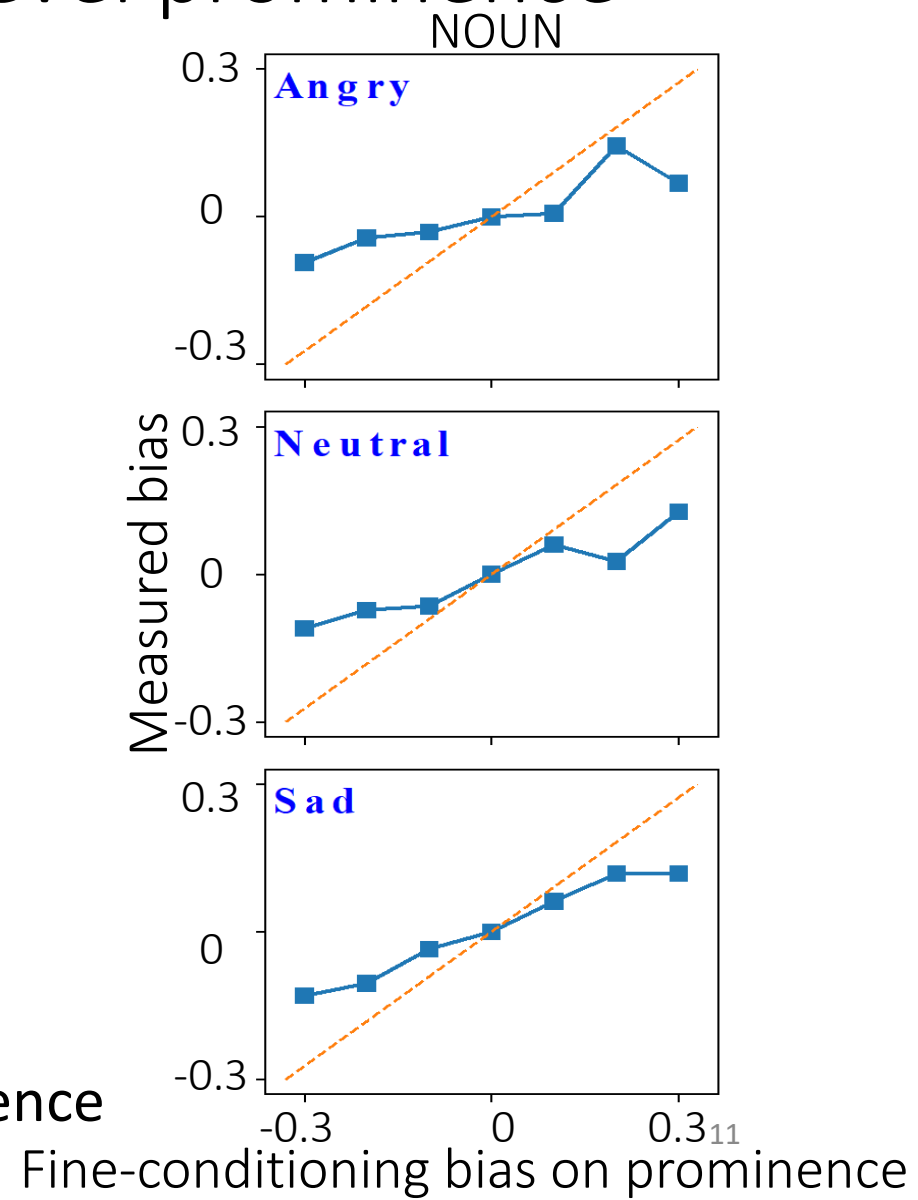 prominence
NOUN
0.3
Angry
0
-0.3
Measured bias
0.3
Neutral
0
-0.3
0.3
Sad
0
-0.3
-0.3 0 0.3
11
Fine-conditioning bias on prominence